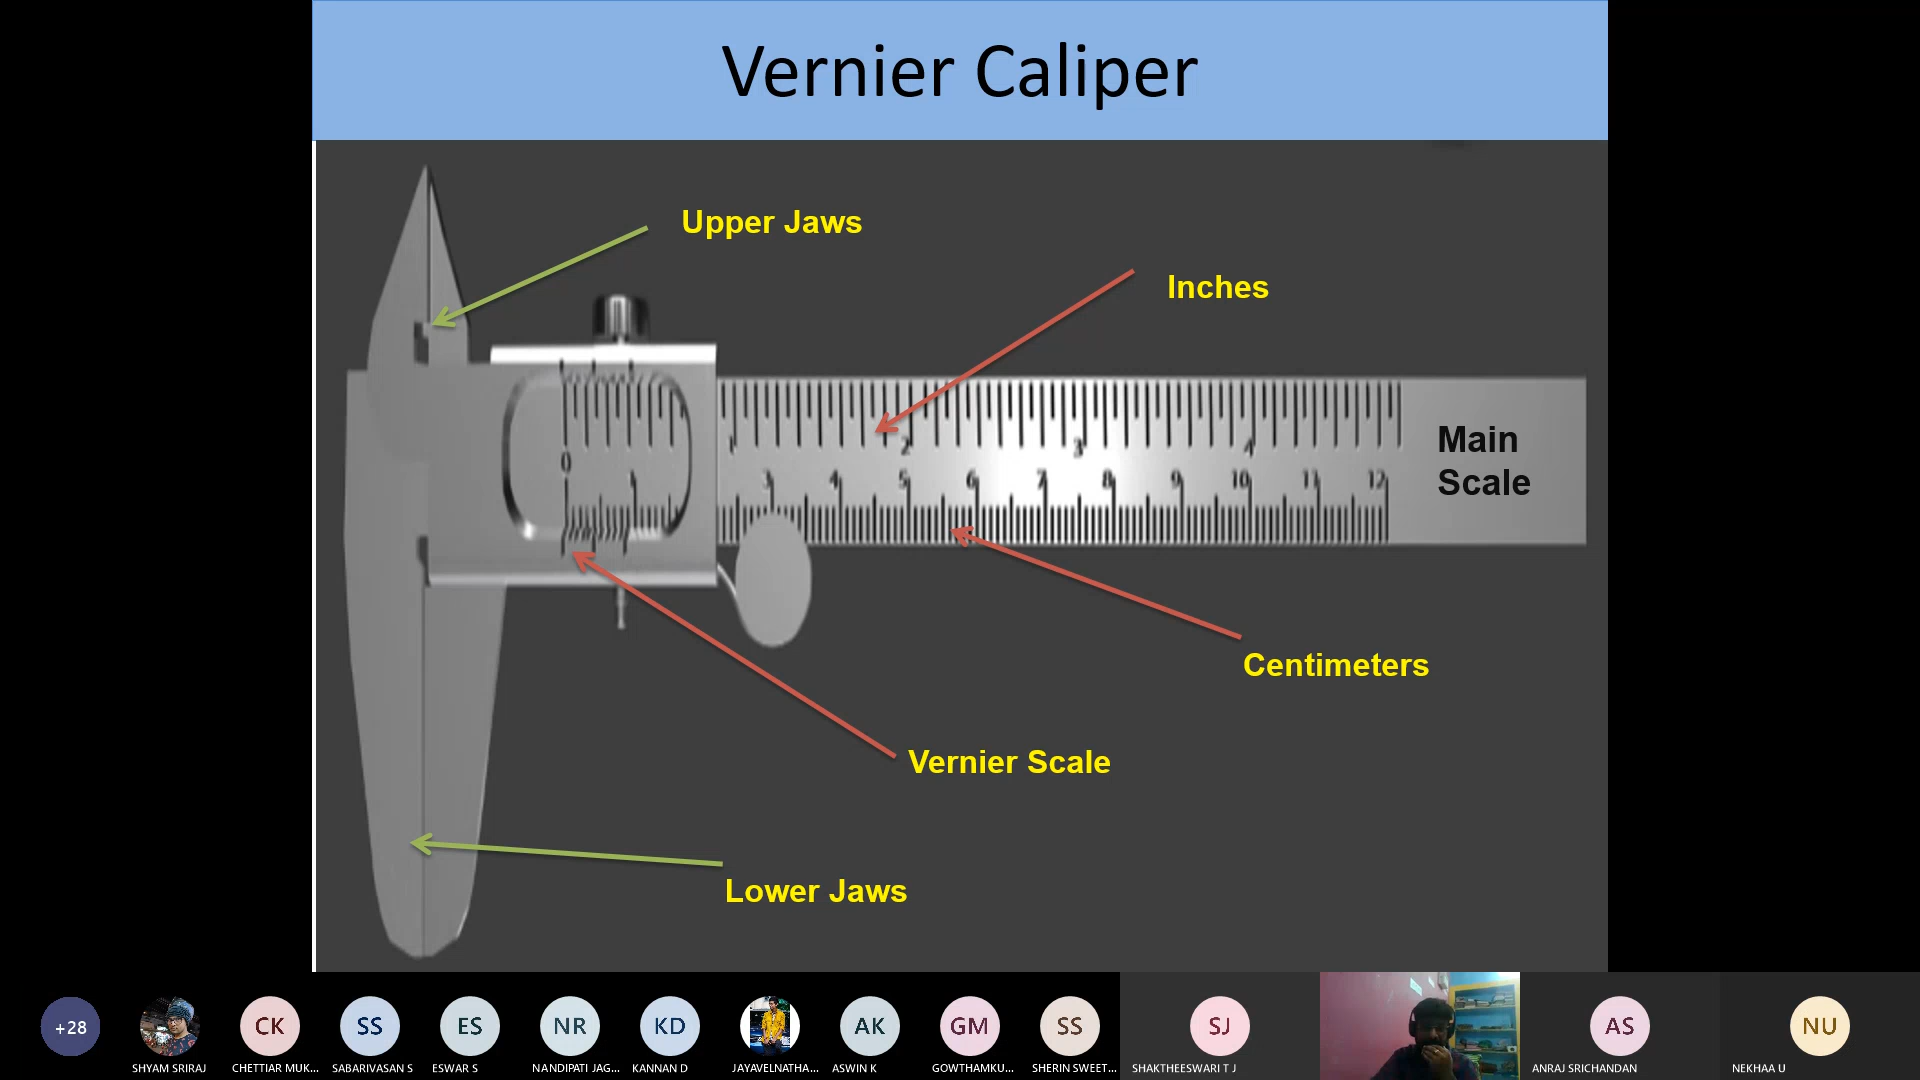 Vernier Caliper
Upper Jaws
Inches
1 2 3 4
Main
Scale
0
1 3 4 5 6 7 8 9 10 11 12
Centimeters
Vernier Scale
Lower Jaws
+28
CK
SS
ES
NR
KD
AK
GM
SS
SJ
AS
NU
SHYAM SRIRAJ
CHETTIAR MUK...
SABARIVASAN S
ESWAR S
NANDIPATI JAG...
KANNAN D
JAYAVELNATHA...
ASWIN K
GOWTHAMKU...
SHERIN SWEET...
SHAKTHEESWARI T J
ANRAJ SRICHANDAN
NEKHAA U